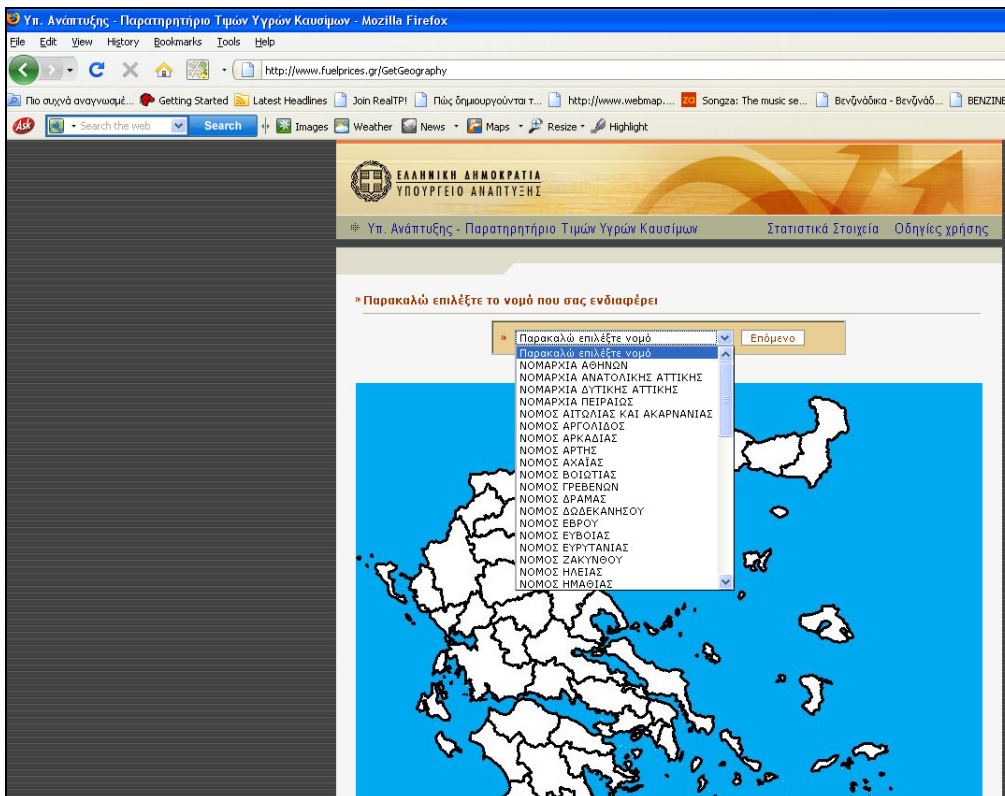 Υπ. Ανάπτυξης - Παρατηρητήριο Τιμών Υγρών Καυσίμων - Mozilla Firefox
File Edit View History Bookmarks Tools Help
http://www.fuelprices.gr/GetGeography
Πιο συχνά αναγνωσμέ... Getting Started Latest Headlines Join RealTP! Πώς δημιουργούνται τ... http://www.webmap.... Songza: The music se... Βενζινάδικα - Βενζινάδ... BENZINE
Ask Search the web Search Images Weather News Maps Resize Highlight
ΕΛΛΗΝΙΚΗ ΔΗΜΟΚΡΑΤΙΑ
ΥΠΟΥΡΓΕΙΟ ΑΝΑΠΤΥΞΗΣ
Υπ. Ανάπτυξης - Παρατηρητήριο Τιμών Υγρών Καυσίμων Στατιστικά Στοιχεία Οδηγίες χρήσης
Παρακαλώ επιλέξτε το νομό που σας ενδιαφέρει
Παρακαλώ επιλέξτε νομό Επόμενο
Παρακαλώ επιλέξτε νομό
ΝΟΜΑΡΧΙΑ ΑΘΗΝΩΝ
ΝΟΜΑΡΧΙΑ ΑΝΑΤΟΛΙΚΗΣ ΑΤΤΙΚΗΣ
ΝΟΜΑΡΧΙΑ ΔΥΤΙΚΗΣ ΑΤΤΙΚΗΣ
ΝΟΜΑΡΧΙΑ ΠΕΙΡΑΙΩΣ
ΝΟΜΟΣ ΑΙΤΩΛΙΑΣ ΚΑΙ ΑΚΑΡΝΑΝΙΑΣ
ΝΟΜΟΣ ΑΡΓΟΛΙΔΟΣ
ΝΟΜΟΣ ΑΡΚΑΔΙΑΣ
ΝΟΜΟΣ ΑΡΤΗΣ
ΝΟΜΟΣ ΑΧΑΪΑΣ
ΝΟΜΟΣ ΒΟΙΩΤΙΑΣ
ΝΟΜΟΣ ΓΡΕΒΕΝΩΝ
ΝΟΜΟΣ ΔΡΑΜΑΣ
ΝΟΜΟΣ ΔΩΔΕΚΑΝΗΣΟΥ
ΝΟΜΟΣ ΕΒΡΟΥ
ΝΟΜΟΣ ΕΥΒΟΙΑΣ
ΝΟΜΟΣ ΕΥΡΥΤΑΝΙΑΣ
ΝΟΜΟΣ ΖΑΚΥΝΘΟΥ
ΝΟΜΟΣ ΗΛΕΙΑΣ
ΝΟΜΟΣ ΗΜΑΘΙΑΣ